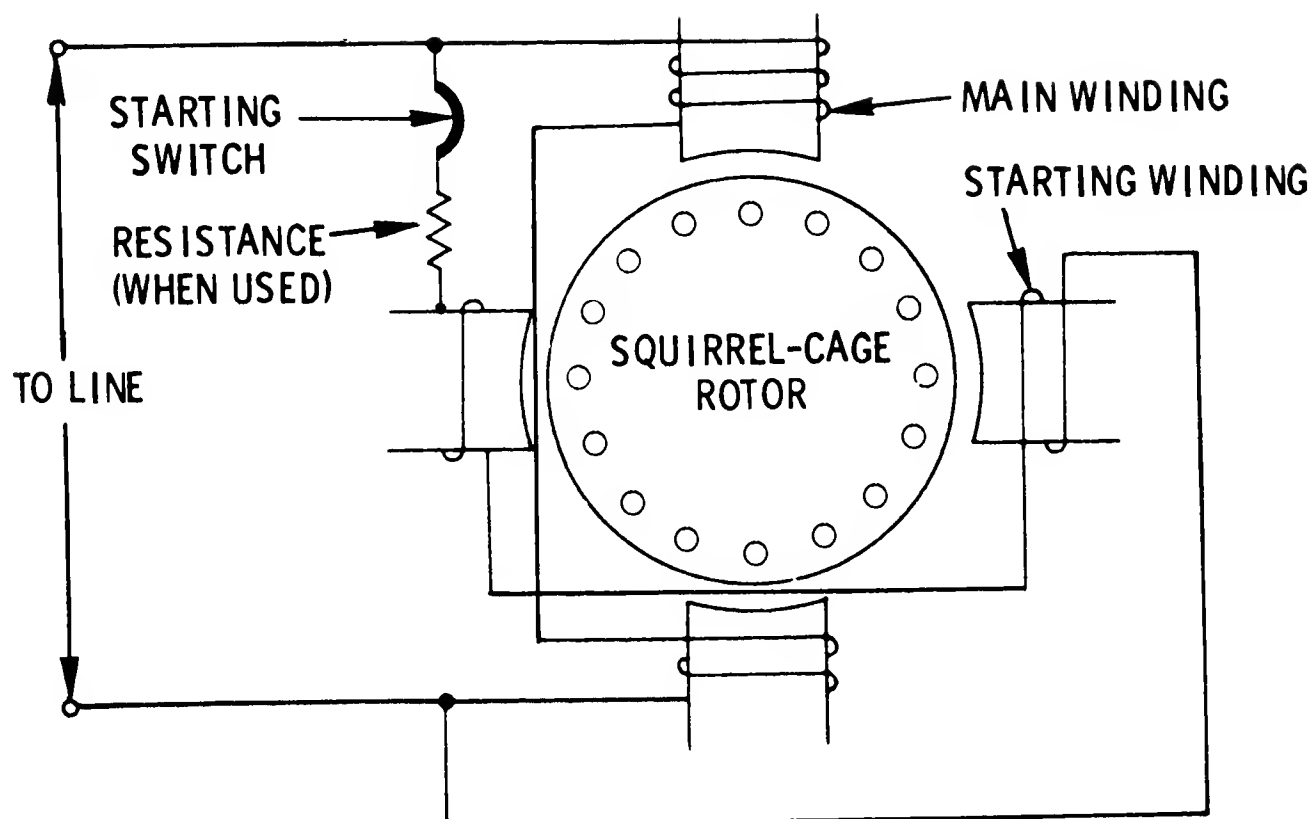 STARTING
SWITCH
MAIN WINDING
STARTING WINDING
RESISTANCE
(WHEN USED)
SQUIRREL-CAGE
ROTOR
TO LINE